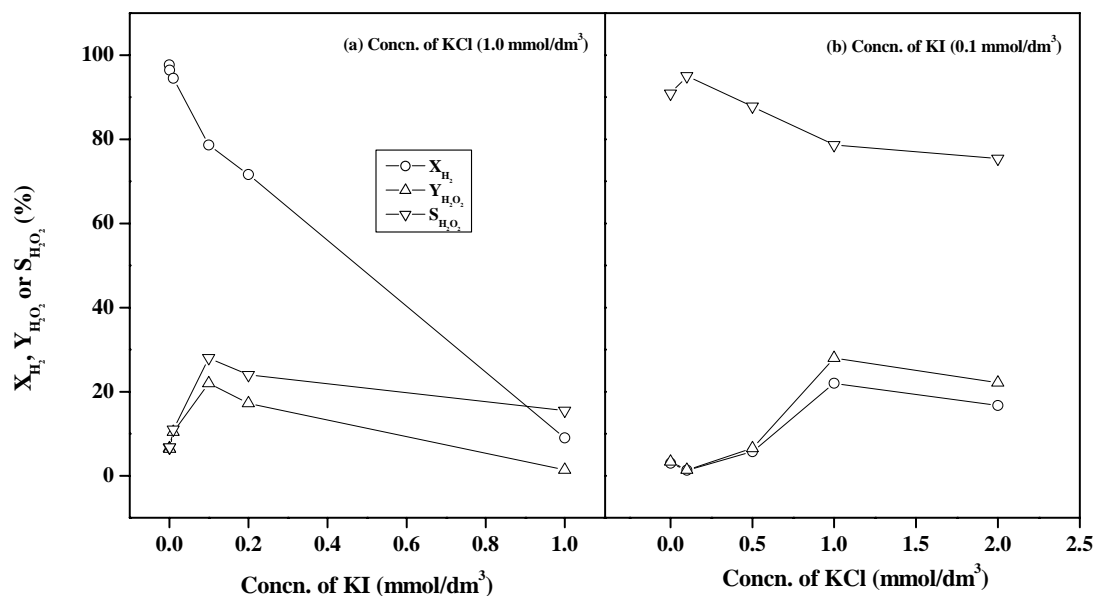 (a) Concn. of KCl (1.0 mmol/dm³)
(b) Concn. of KI (0.1 mmol/dm³)
100
80
60
40
20
0
X_H₂, Y_H₂O₂ or S_H₂O₂ (%)
X_H₂
Y_H₂O₂
S_H₂O₂
0.0 0.2 0.4 0.6 0.8 1.0
0.0 0.5 1.0 1.5 2.0 2.5
Concn. of KI (mmol/dm³)
Concn. of KCl (mmol/dm³)